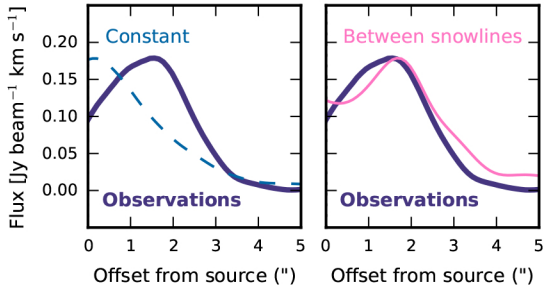 Flux [Jy beam⁻¹ km s⁻¹]
0.20
0.15
0.10
0.05
0.00
Constant
Observations
0 1 2 3 4 5
Offset from source (")
Between snowlines
Observations
0 1 2 3 4 5
Offset from source (")